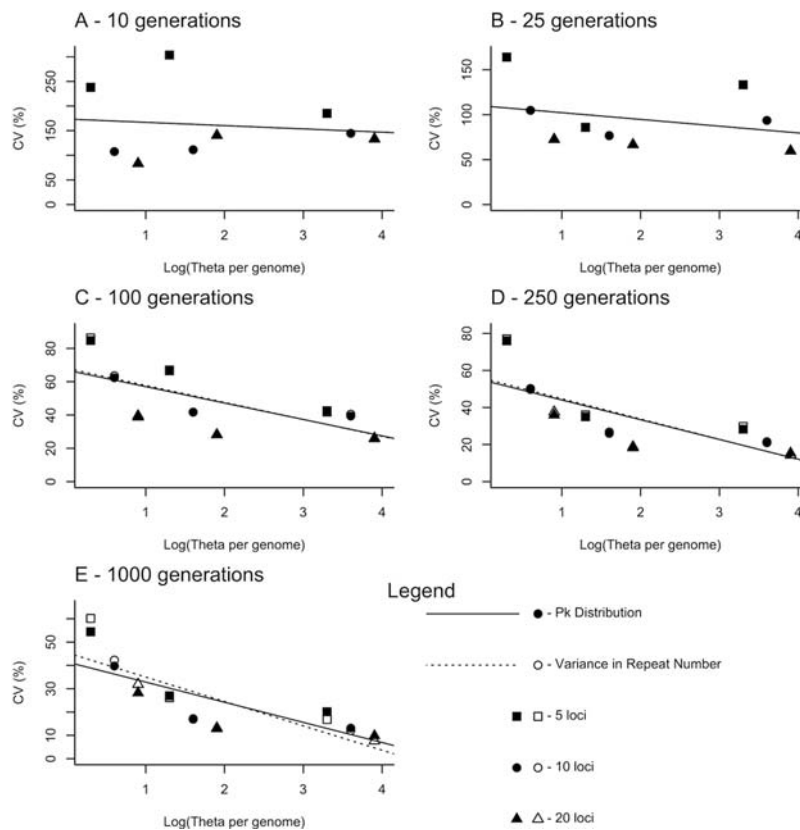 A - 10 generations
CV (%)
250
150
50
0
1 2 3 4
Log(Theta per genome)
B - 25 generations
CV (%)
150
100
50
0
1 2 3 4
Log(Theta per genome)
C - 100 generations
CV (%)
80
60
40
20
0
1 2 3 4
Log(Theta per genome)
D - 250 generations
CV (%)
80
60
40
20
0
1 2 3 4
Log(Theta per genome)
E - 1000 generations
CV (%)
50
30
10
0
1 2 3 4
Log(Theta per genome)
Legend
- Pk Distribution
- Variance in Repeat Number
- 5 loci
- 10 loci
- 20 loci